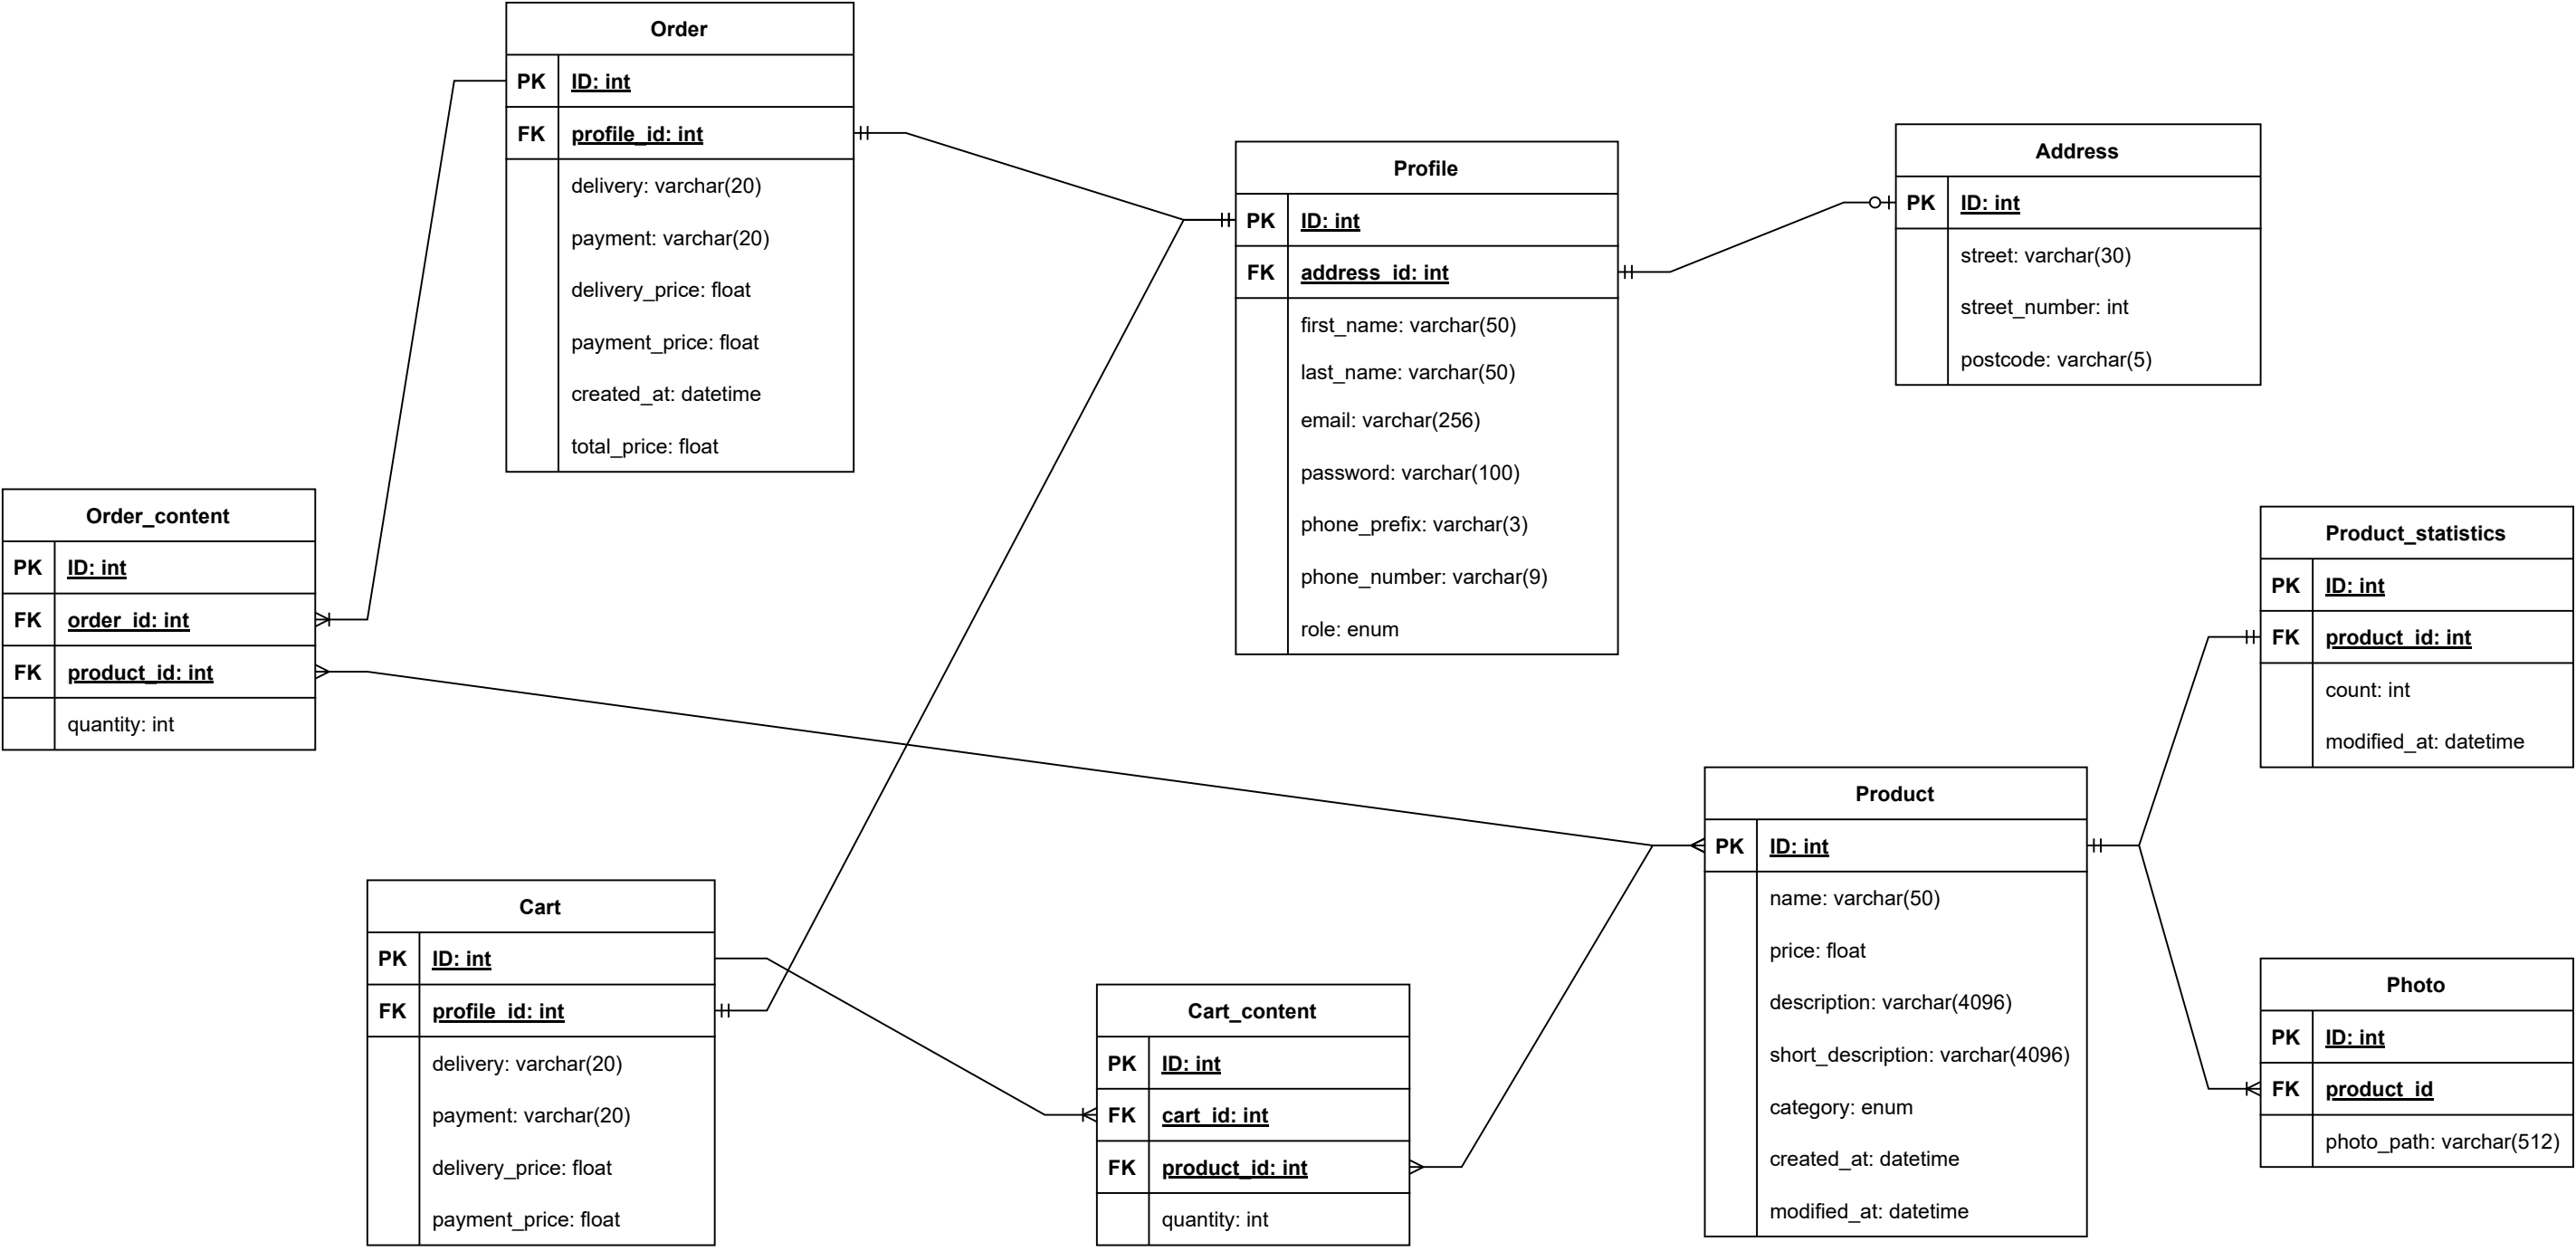 Order
PK ID: int
FK profile_id: int
delivery: varchar(20)
payment: varchar(20)
delivery_price: float
payment_price: float
created_at: datetime
total_price: float
Profile
PK ID: int
FK address_id: int
first_name: varchar(50)
last_name: varchar(50)
email: varchar(256)
password: varchar(100)
phone_prefix: varchar(3)
phone_number: varchar(9)
role: enum
Address
PK ID: int
street: varchar(30)
street_number: int
postcode: varchar(5)
Order_content
PK ID: int
FK order_id: int
FK product_id: int
quantity: int
Product_statistics
PK ID: int
FK product_id: int
count: int
modified_at: datetime
Product
PK ID: int
name: varchar(50)
price: float
description: varchar(4096)
short_description: varchar(4096)
category: enum
created_at: datetime
modified_at: datetime
Cart
PK ID: int
FK profile_id: int
delivery: varchar(20)
payment: varchar(20)
delivery_price: float
payment_price: float
Cart_content
PK ID: int
FK cart_id: int
FK product_id: int
quantity: int
Photo
PK ID: int
FK product_id
photo_path: varchar(512)